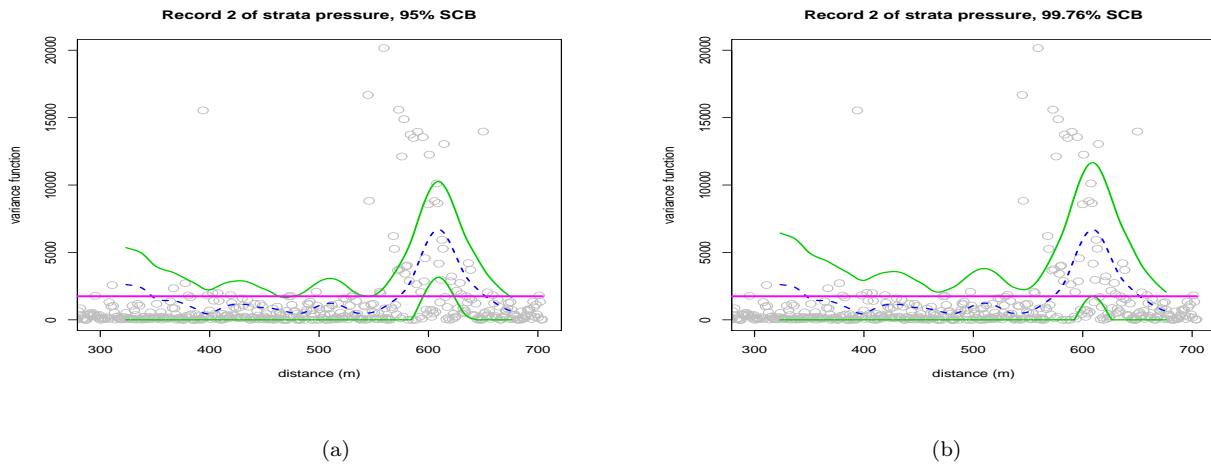 Record 2 of strata pressure, 95% SCB
variance function
20000
15000
10000
5000
0
300 400 500 600 700
distance (m)
(a)
Record 2 of strata pressure, 99.76% SCB
variance function
20000
15000
10000
5000
0
300 400 500 600 700
distance (m)
(b)